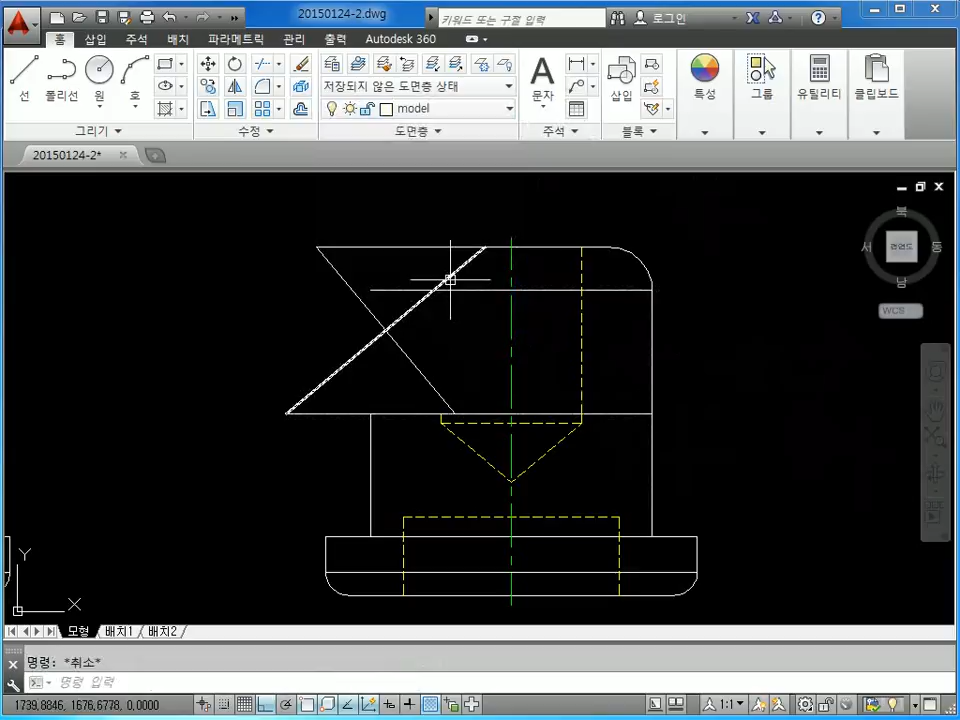 20150124-2.dwg
키워드 또는 구절 입력
로그인
홈 삽입 주석 배치 파라메트릭 관리 출력 Autodesk 360
저장되지 않은 도면층 상태
선 폴리선 원 호 문자 삽입 특성 그룹 유틸리티 클립보드
model
그리기 수정 도면층 주석 블록
20150124-2*
북
서 평면도 동
남
WCS
Y
X
모형 배치1 배치2
명령: *취소*
명령 입력
1739,8846, 1676,6778, 0,0000
1:1